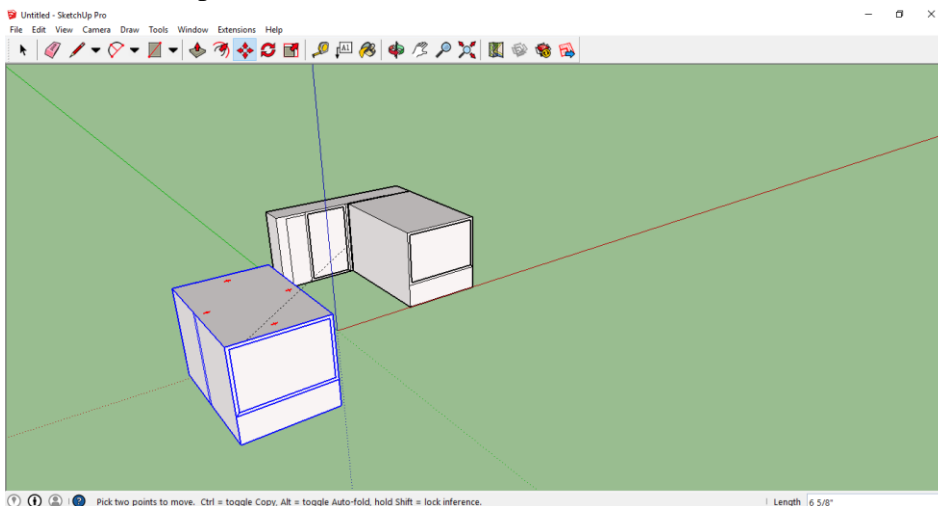 Untitled - SketchUp Pro
File Edit View Camera Draw Tools Window Extensions Help
A1
Pick two points to move. Ctrl = toggle Copy, Alt = toggle Auto-fold, hold Shift = lock inference.
Length 6 5/8"